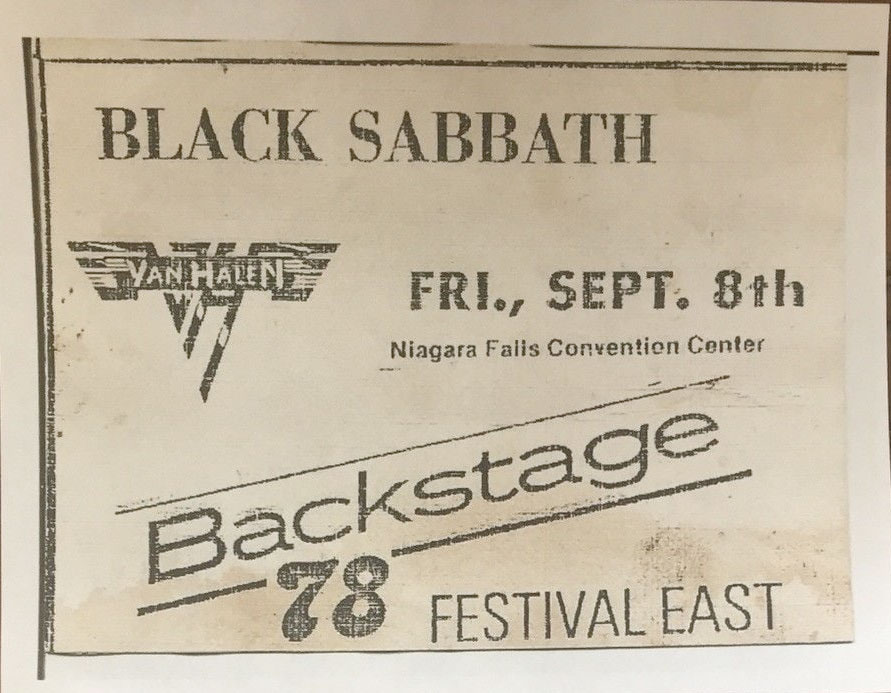 BLACK SABBATH
VAN HALEN
FRI., SEPT. 8th
Niagara Falls Convention Center
Backstage
78
FESTIVAL EAST